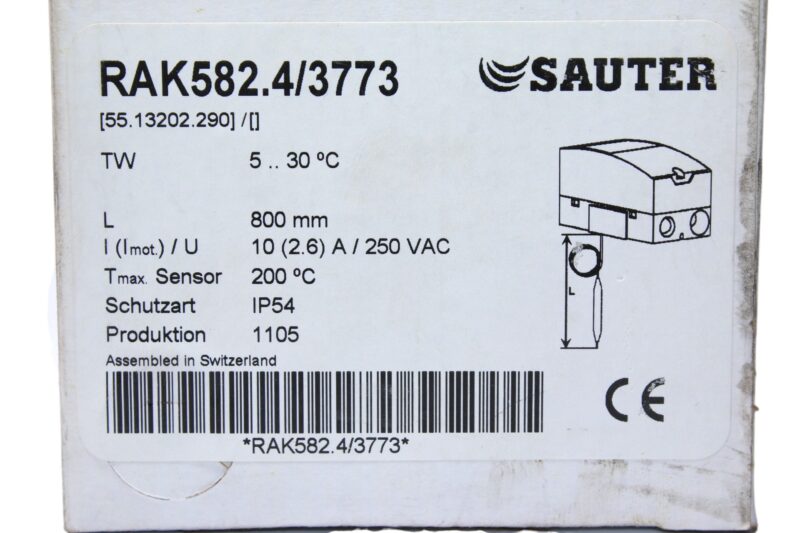 RAK582.4/3773 SAUTER
[55.13202.290] /[]
TW 5 .. 30 ºC
L 800 mm
I (Imot.) / U 10 (2.6) A / 250 VAC
Tmax. Sensor 200 ºC
Schutzart IP54
Produktion 1105
Assembled in Switzerland
L
CE
*RAK582.4/3773*